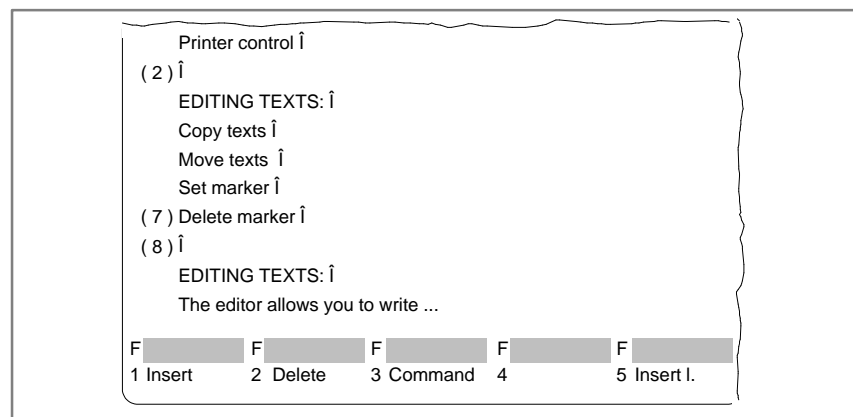 Printer control Î
( 2 ) Î
EDITING TEXTS: Î
Copy texts Î
Move texts Î
Set marker Î
( 7 ) Delete marker Î
( 8 ) Î
EDITING TEXTS: Î
The editor allows you to write ...
F F F F F
1 Insert 2 Delete 3 Command 4 5 Insert l.